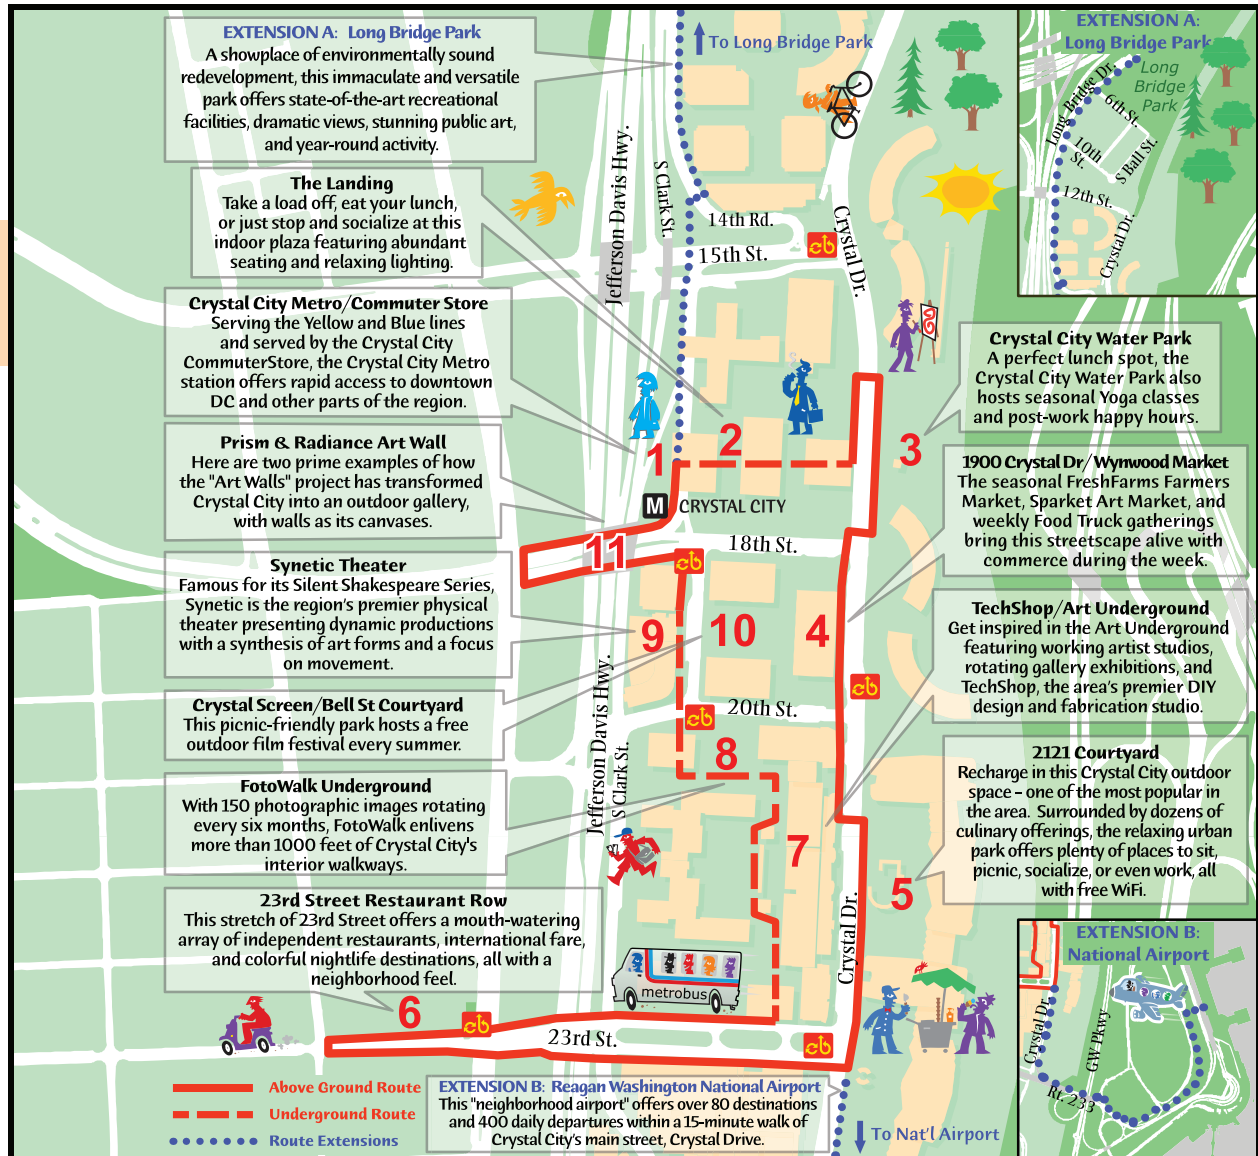 EXTENSION A:  Long Bridge Park
A showplace of environmentally sound
redevelopment, this immaculate and versatile
park offers state-of-the-art recreational
facilities, dramatic views, stunning public art,
and year-round activity.
The Landing
Take a load off, eat your lunch,
or just stop and socialize at this
indoor plaza featuring abundant
seating and relaxing lighting.
Crystal City Metro/Commuter Store
Serving the Yellow and Blue lines
and served by the Crystal City
CommuterStore, the Crystal City Metro
station offers rapid access to downtown
DC and other parts of the region.
Prism & Radiance Art Wall
Here are two prime examples of how
the "Art Walls" project has transformed
Crystal City into an outdoor gallery,
with walls as its canvases.
Synetic Theater
Famous for its Silent Shakespeare Series,
Synetic is the region's premier physical
theater presenting dynamic productions
with a synthesis of art forms and a focus
on movement.
Crystal Screen/Bell St Courtyard
This picnic-friendly park hosts a free
outdoor film festival every summer.
FotoWalk Underground
With 150 photographic images rotating
every six months, FotoWalk enlivens
more than 1000 feet of Crystal City's
interior walkways.
23rd Street Restaurant Row
This stretch of 23rd Street offers a mouth-watering
array of independent restaurants, international fare,
and colorful nightlife destinations, all with a
neighborhood feel.
Above Ground Route
Underground Route
Route Extensions
To Long Bridge Park
Jefferson Davis Hwy.
S Clark St.
14th Rd.
15th St.
Crystal Dr.
cb
1
2
3
M CRYSTAL CITY
11
18th St.
cb
9
10
4
cb
20th St.
cb
8
Jefferson Davis Hwy.
S Clark St.
7
5
Crystal Dr.
metrobus
6
cb
23rd St.
cb
EXTENSION B:  Reagan Washington National Airport
This "neighborhood airport" offers over 80 destinations
and 400 daily departures within a 15-minute walk of
Crystal City's main street, Crystal Drive.
To Nat'l Airport
EXTENSION A:
Long Bridge Park
Long
Bridge
Park
Long Bridge Dr.
6th St.
10th
St.
S Ball St.
12th St.
Crystal Dr.
Crystal City Water Park
A perfect lunch spot, the
Crystal City Water Park also
hosts seasonal Yoga classes
and post-work happy hours.
1900 Crystal Dr/Wynwood Market
The seasonal FreshFarms Farmers
Market, Sparket Art Market, and
weekly Food Truck gatherings
bring this streetscape alive with
commerce during the week.
TechShop/Art Underground
Get inspired in the Art Underground
featuring working artist studios,
rotating gallery exhibitions, and
TechShop, the area's premier DIY
design and fabrication studio.
2121 Courtyard
Recharge in this Crystal City outdoor
space – one of the most popular in
the area.  Surrounded by dozens of
culinary offerings, the relaxing urban
park offers plenty of places to sit,
picnic, socialize, or even work, all
with free WiFi.
EXTENSION B:
National Airport
Crystal Dr.
GW Pkwy
Rt. 233